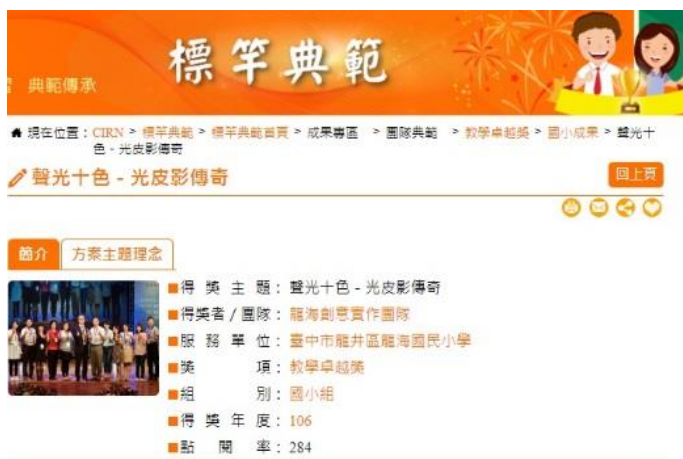 標竿典範
典範傳承
現在位置：CIRN > 標竿典範 > 標竿典範首頁 > 成果專區 > 團隊典範 > 教學卓越獎 > 國小成果 > 聲光十
色 - 光皮影傳奇
聲光十色 - 光皮影傳奇
回上頁
簡介 方案主題理念
得獎主題：聲光十色 - 光皮影傳奇
得獎者/團隊：龍海創意實作團隊
服務單位：臺中市龍井區龍海國民小學
獎項：教學卓越獎
組別：國小組
得獎年度：106
點閱率：284